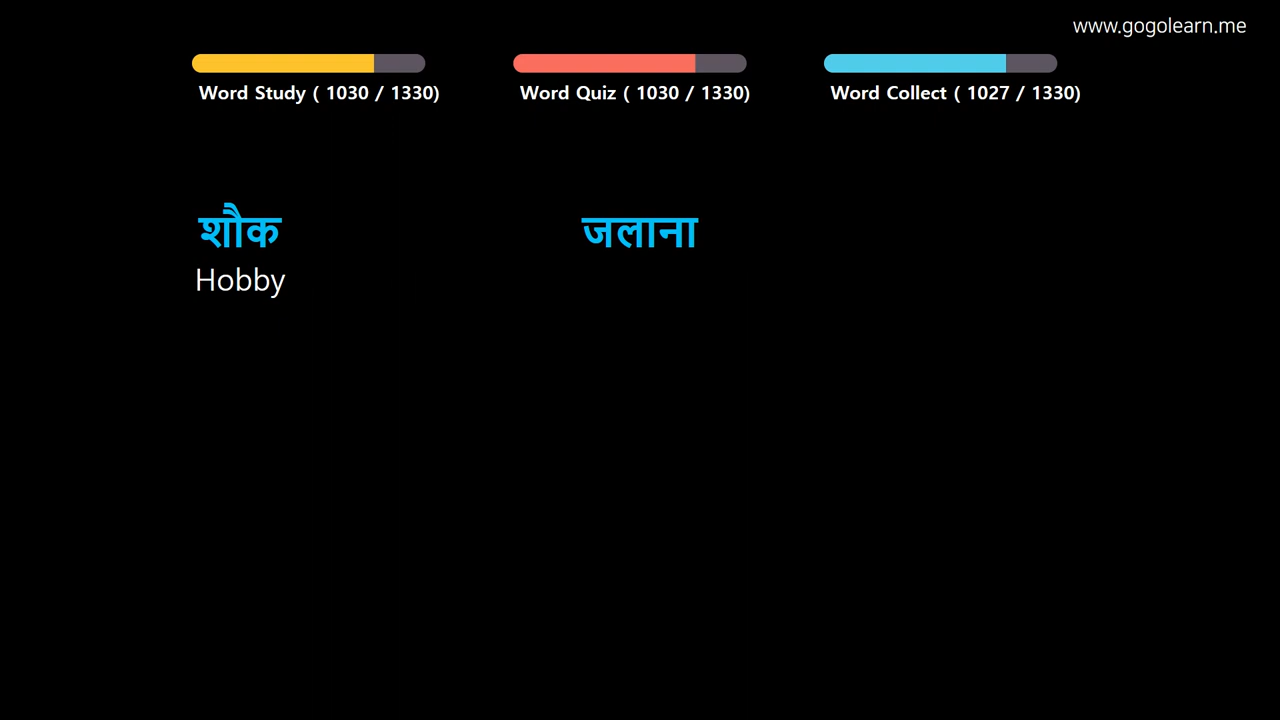 www.gogolearn.me
Word Study ( 1030 / 1330)
Word Quiz ( 1030 / 1330)
Word Collect ( 1027 / 1330)
शौक
जलाना
Hobby